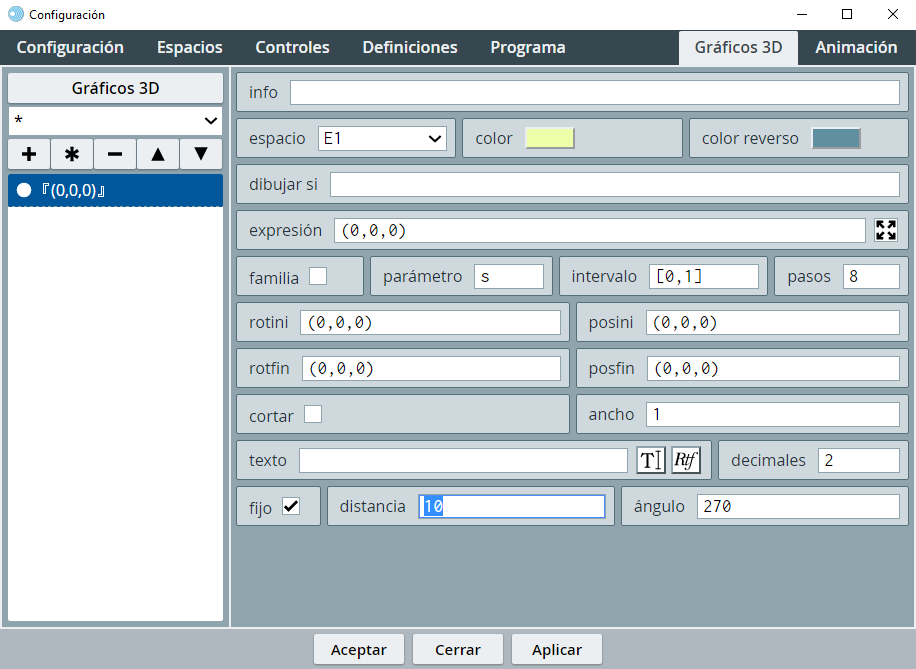 Configuración
Configuración Espacios Controles Definiciones Programa Gráficos 3D Animación
Gráficos 3D
*
+ * − ▲ ▼
『(0,0,0)』
info
espacio E1 color color reverso
dibujar si
expresión (0,0,0)
familia parámetro s intervalo [0,1] pasos 8
rotini (0,0,0) posini (0,0,0)
rotfin (0,0,0) posfin (0,0,0)
cortar ancho 1
texto T Rtf decimales 2
fijo distancia 10 ángulo 270
Aceptar Cerrar Aplicar